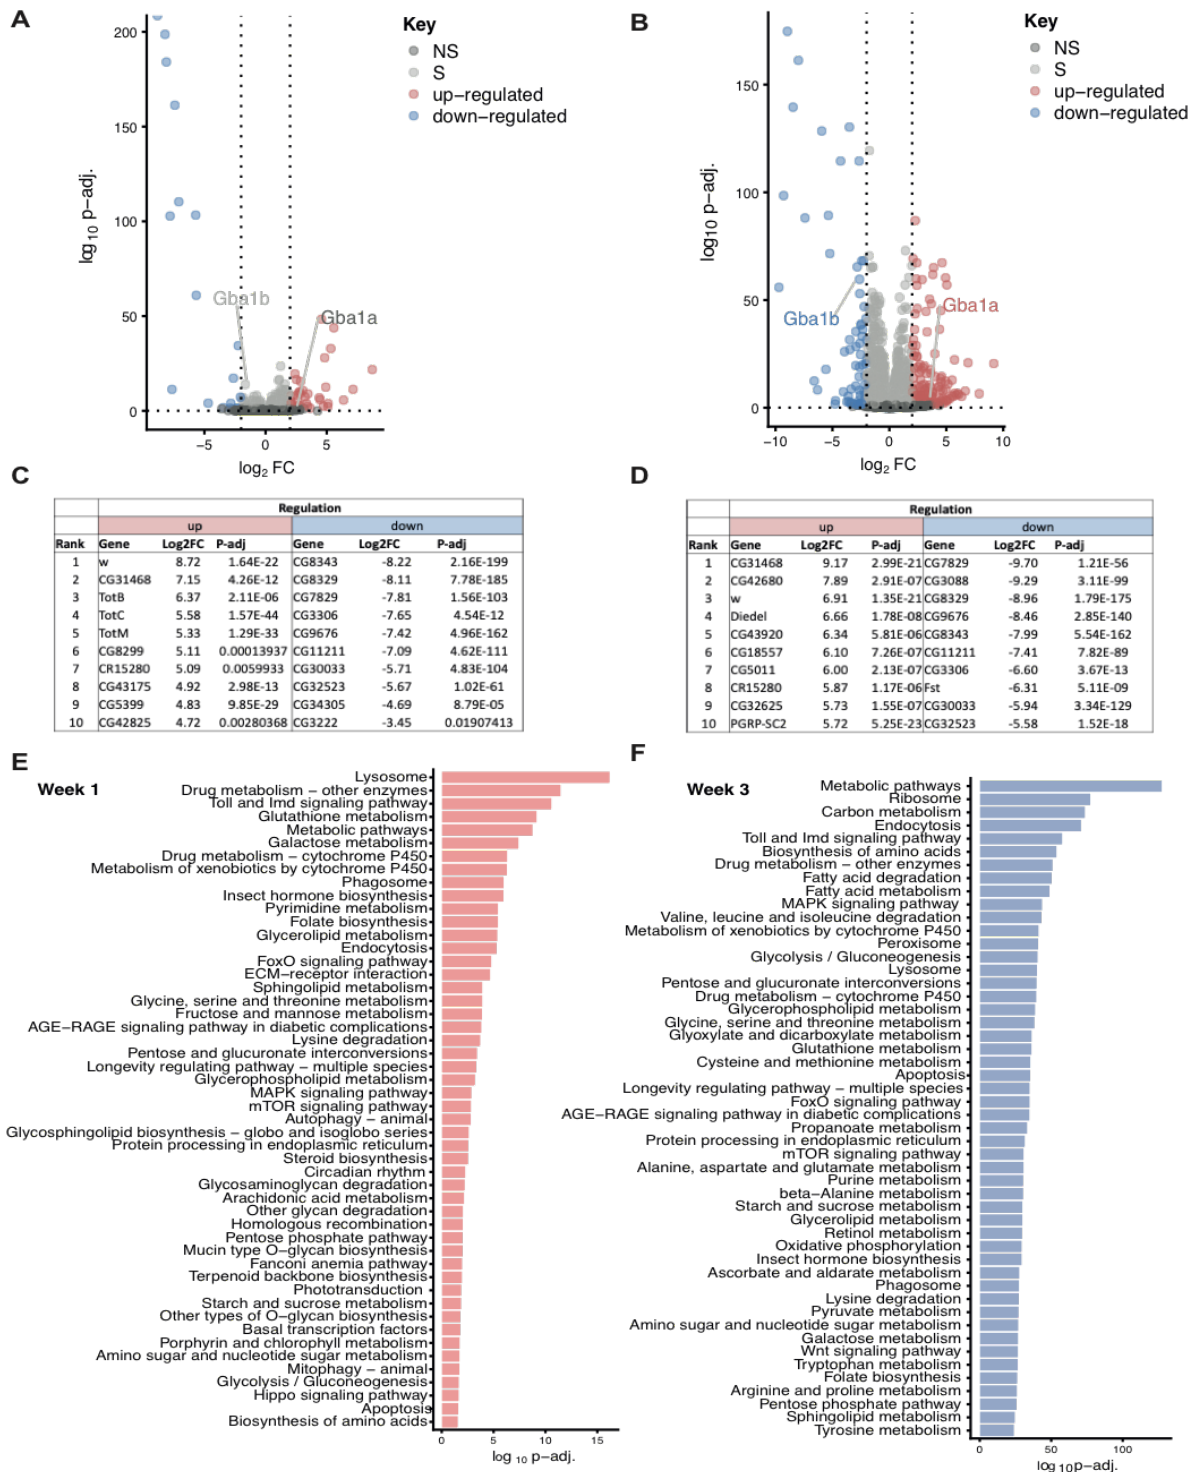 A
200
150
100
50
0
log10 p-adj.
-5
0
5
log2 FC
Gba1b
Gba1a
Key
NS
S
up-regulated
down-regulated
B
150
100
50
0
log10 p-adj.
-10
-5
0
5
10
log2 FC
Gba1b
Gba1a
Key
NS
S
up-regulated
down-regulated
C
Regulation
up down
Rank Gene Log2FC P-adj Gene Log2FC P-adj
1 w 8.72 1.64E-22 CG8343 -8.22 2.16E-199
2 CG31468 7.15 4.26E-12 CG8329 -8.11 7.78E-185
3 TotB 6.37 2.11E-06 CG7829 -7.81 1.56E-103
4 TotC 5.58 1.57E-44 CG3306 -7.65 4.54E-12
5 TotM 5.33 1.29E-33 CG9676 -7.42 4.96E-162
6 CG8299 5.11 0.00013937 CG11211 -7.09 4.62E-111
7 CR15280 5.09 0.0059933 CG30033 -5.71 4.83E-104
8 CG43175 4.92 2.98E-13 CG32523 -5.67 1.02E-61
9 CG5399 4.83 9.85E-29 CG34305 -4.69 8.79E-05
10 CG42825 4.72 0.00280368 CG3222 -3.45 0.01907413
D
Regulation
up down
Rank Gene Log2FC P-adj Gene Log2FC P-adj
1 CG31468 9.17 2.99E-21 CG7829 -9.70 1.21E-56
2 CG42680 7.89 2.91E-07 CG3088 -9.29 3.11E-99
3 w 6.91 1.35E-21 CG8329 -8.96 1.79E-175
4 Diedel 6.66 1.78E-08 CG9676 -8.46 2.85E-140
5 CG43920 6.34 5.81E-06 CG8343 -7.99 5.54E-162
6 CG18557 6.10 7.26E-07 CG11211 -7.41 7.82E-89
7 CG5011 6.00 2.13E-07 CG3306 -6.60 3.67E-13
8 CR15280 5.87 1.17E-06 Fst -6.31 5.11E-09
9 CG32625 5.73 1.55E-07 CG30033 -5.94 3.34E-129
10 PGRP-SC2 5.72 5.25E-23 CG32523 -5.58 1.52E-18
E
Week 1
Lysosome
Drug metabolism – other enzymes
Toll and Imd signaling pathway
Glutathione metabolism
Metabolic pathways
Galactose metabolism
Drug metabolism – cytochrome P450
Metabolism of xenobiotics by cytochrome P450
Phagosome
Insect hormone biosynthesis
Pyrimidine metabolism
Folate biosynthesis
Glycerolipid metabolism
Endocytosis
FoxO signaling pathway
ECM–receptor interaction
Sphingolipid metabolism
Glycine, serine and threonine metabolism
Fructose and mannose metabolism
AGE–RAGE signaling pathway in diabetic complications
Lysine degradation
Pentose and glucuronate interconversions
Longevity regulating pathway – multiple species
Glycerophospholipid metabolism
MAPK signaling pathway
mTOR signaling pathway
Autophagy – animal
Glycosphingolipid biosynthesis – globo and isoglobo series
Protein processing in endoplasmic reticulum
Steroid biosynthesis
Circadian rhythm
Glycosaminoglycan degradation
Arachidonic acid metabolism
Other glycan degradation
Homologous recombination
Pentose phosphate pathway
Mucin type O–glycan biosynthesis
Fanconi anemia pathway
Terpenoid backbone biosynthesis
Phototransduction
Starch and sucrose metabolism
Other types of O–glycan biosynthesis
Basal transcription factors
Porphyrin and chlorophyll metabolism
Amino sugar and nucleotide sugar metabolism
Mitophagy – animal
Glycolysis / Gluconeogenesis
Hippo signaling pathway
Apoptosis
Biosynthesis of amino acids
0 5 10 15
log 10 p-adj.
F
Week 3
Metabolic pathways
Ribosome
Carbon metabolism
Endocytosis
Toll and Imd signaling pathway
Biosynthesis of amino acids
Drug metabolism – other enzymes
Fatty acid degradation
Fatty acid metabolism
MAPK signaling pathway
Valine, leucine and isoleucine degradation
Metabolism of xenobiotics by cytochrome P450
Peroxisome
Glycolysis / Gluconeogenesis
Lysosome
Pentose and glucuronate interconversions
Drug metabolism – cytochrome P450
Glycerophospholipid metabolism
Glycine, serine and threonine metabolism
Glyoxylate and dicarboxylate metabolism
Glutathione metabolism
Cysteine and methionine metabolism
Apoptosis
Longevity regulating pathway – multiple species
FoxO signaling pathway
AGE–RAGE signaling pathway in diabetic complications
Propanoate metabolism
Protein processing in endoplasmic reticulum
mTOR signaling pathway
Alanine, aspartate and glutamate metabolism
Purine metabolism
beta–Alanine metabolism
Starch and sucrose metabolism
Glycerolipid metabolism
Retinol metabolism
Oxidative phosphorylation
Insect hormone biosynthesis
Ascorbate and aldarate metabolism
Phagosome
Lysine degradation
Pyruvate metabolism
Amino sugar and nucleotide sugar metabolism
Galactose metabolism
Wnt signaling pathway
Tryptophan metabolism
Folate biosynthesis
Arginine and proline metabolism
Pentose phosphate pathway
Sphingolipid metabolism
Tyrosine metabolism
0 50 100
log 10 p-adj.